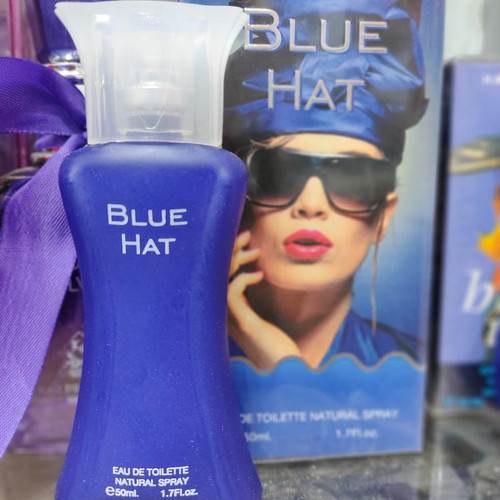 BLUE
HAT
BLUE
HAT
EAU DE TOILETTE
NATURAL SPRAY
℮50ml. 1.7Fl.oz.
DE TOILETTE NATURAL SPRAY
50ml. 1.7Fl.oz.
b